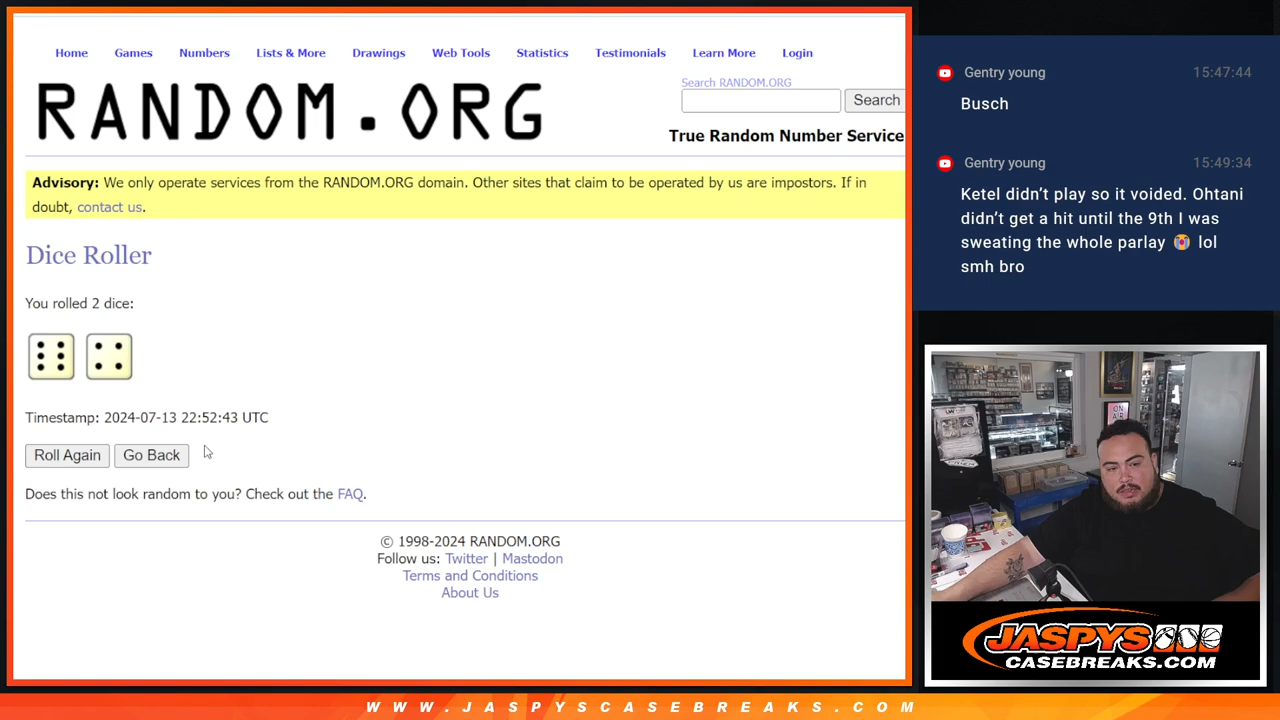 Home Games Numbers Lists & More Drawings Web Tools Statistics Testimonials Learn More Login
RANDOM.ORG
Search RANDOM.ORG
Search
True Random Number Service
Advisory: We only operate services from the RANDOM.ORG domain. Other sites that claim to be operated by us are impostors. If in
doubt, contact us.
Dice Roller
You rolled 2 dice:
Timestamp: 2024-07-13 22:52:43 UTC
Roll Again Go Back
Does this not look random to you? Check out the FAQ.
© 1998-2024 RANDOM.ORG
Follow us: Twitter | Mastodon
Terms and Conditions
About Us
Gentry young 15:47:44
Busch
Gentry young 15:49:34
Ketel didn’t play so it voided. Ohtani
didn’t get a hit until the 9th I was
sweating the whole parlay 😭 lol
smh bro
ON
AIR
JASPYS
CASEBREAKS.COM
WWW.JASPYSCASEBREAKS.COM